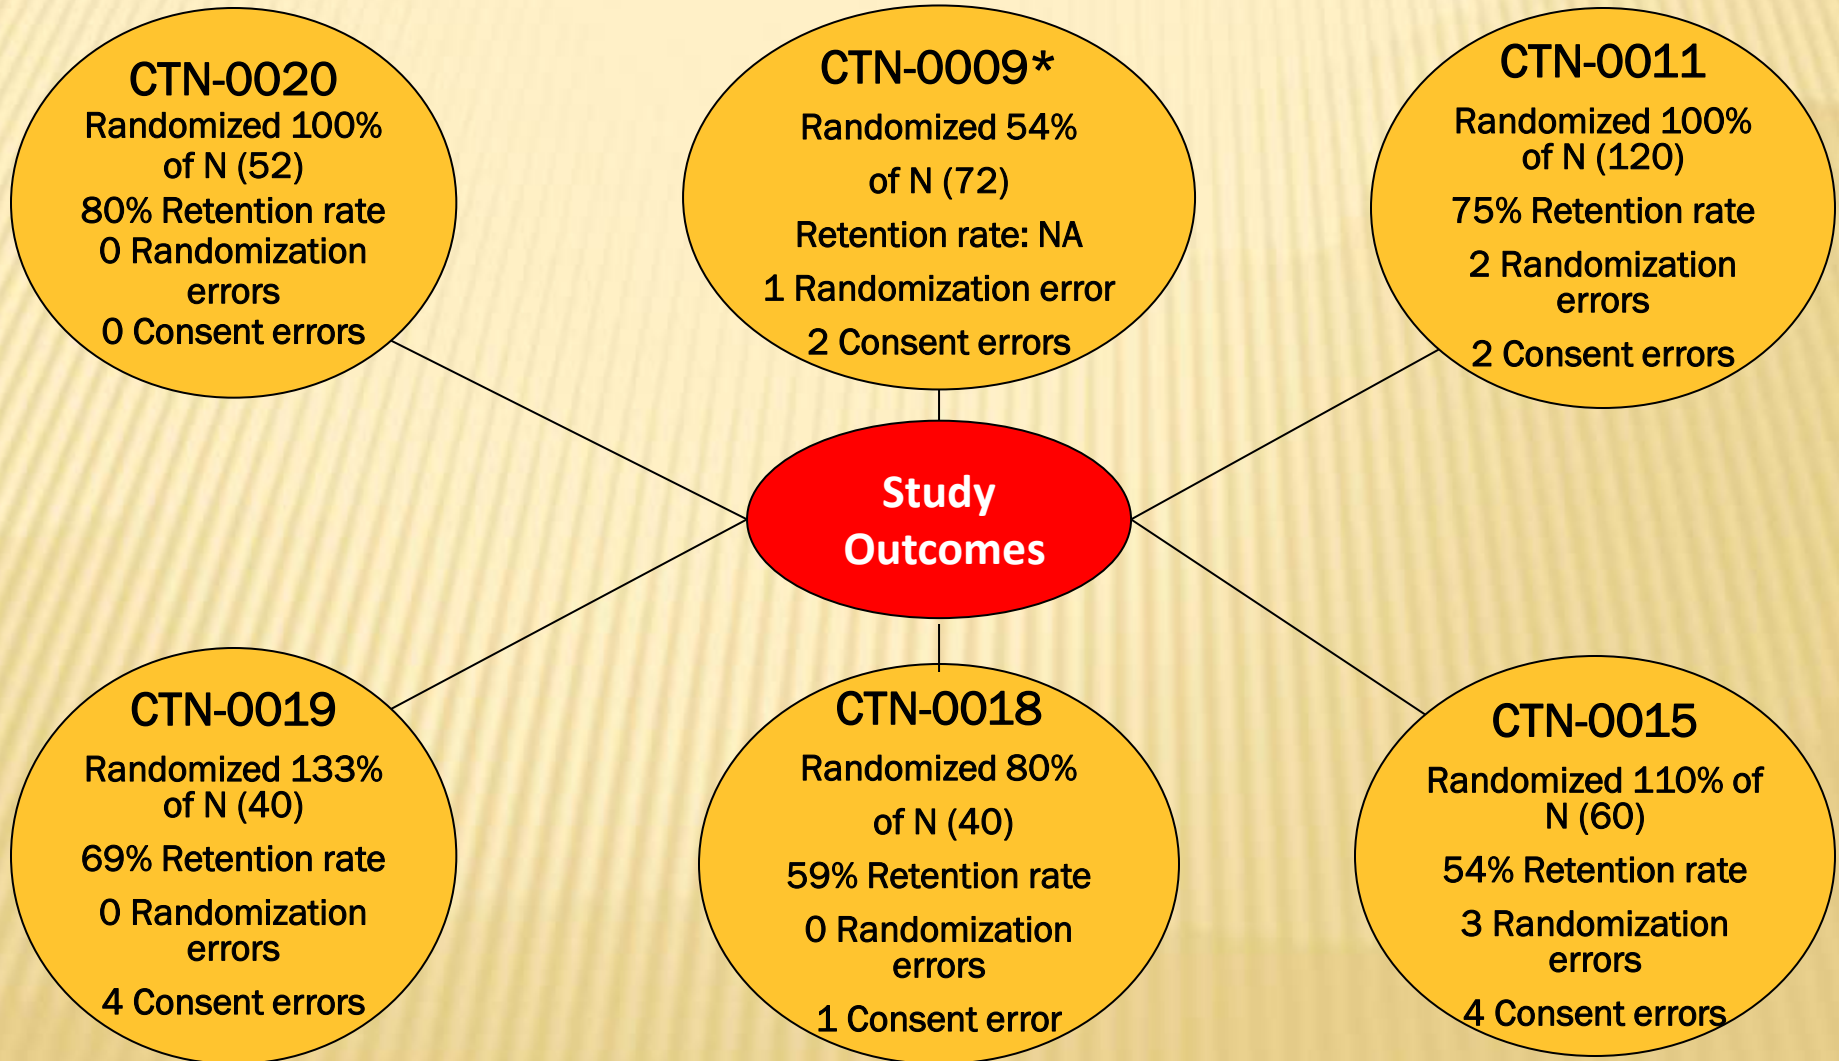 CTN-0020
Randomized 100%
of N (52)
80% Retention rate
0 Randomization
errors
0 Consent errors
CTN-0009*
Randomized 54%
of N (72)
Retention rate: NA
1 Randomization error
2 Consent errors
CTN-0011
Randomized 100%
of N (120)
75% Retention rate
2 Randomization
errors
2 Consent errors
Study
Outcomes
CTN-0019
Randomized 133%
of N (40)
69% Retention rate
0 Randomization
errors
4 Consent errors
CTN-0018
Randomized 80%
of N (40)
59% Retention rate
0 Randomization
errors
1 Consent error
CTN-0015
Randomized 110% of
N (60)
54% Retention rate
3 Randomization
errors
4 Consent errors